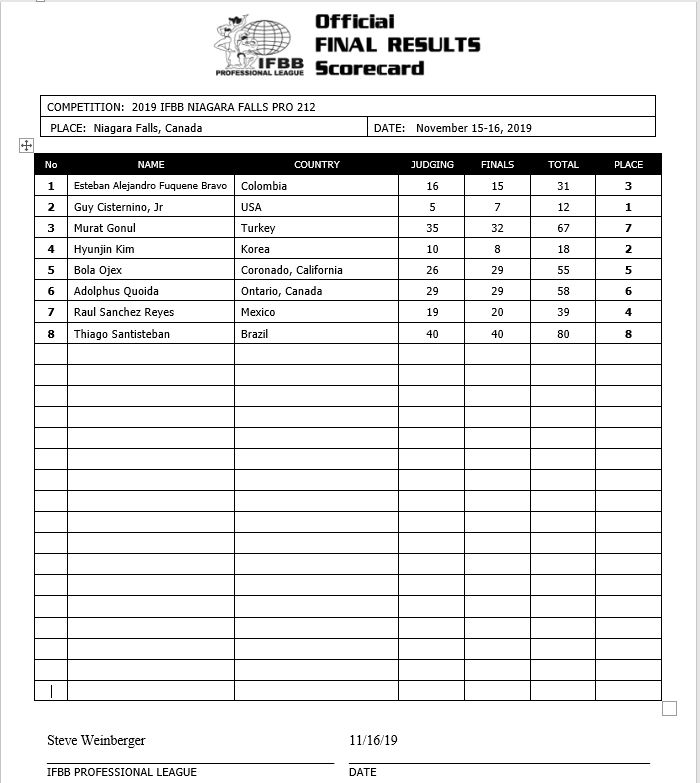 Official
FINAL RESULTS
Scorecard
IFBB
PROFESSIONAL LEAGUE
COMPETITION: 2019 IFBB NIAGARA FALLS PRO 212
PLACE: Niagara Falls, Canada DATE: November 15-16, 2019
No NAME COUNTRY JUDGING FINALS TOTAL PLACE
1 Esteban Alejandro Fuquene Bravo Colombia 16 15 31 3
2 Guy Cisternino, Jr USA 5 7 12 1
3 Murat Gonul Turkey 35 32 67 7
4 Hyunjin Kim Korea 10 8 18 2
5 Bola Ojex Coronado, California 26 29 55 5
6 Adolphus Quoida Ontario, Canada 29 29 58 6
7 Raul Sanchez Reyes Mexico 19 20 39 4
8 Thiago Santisteban Brazil 40 40 80 8
Steve Weinberger 11/16/19
IFBB PROFESSIONAL LEAGUE DATE